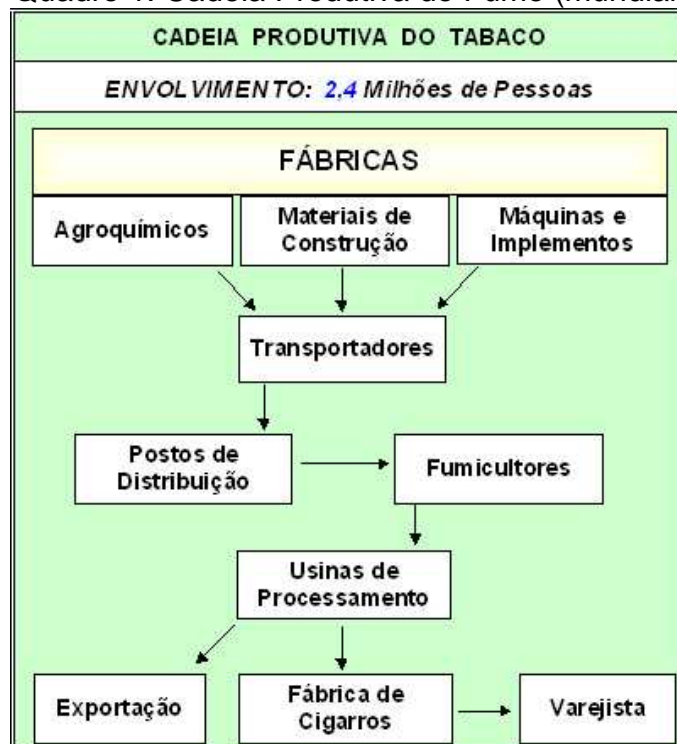 CADEIA PRODUTIVA DO TABACO
ENVOLVIMENTO: 2,4 Milhões de Pessoas
FÁBRICAS
Agroquímicos
Materiais de
Construção
Máquinas e
Implementos
Transportadores
Postos de
Distribuição
Fumicultores
Usinas de
Processamento
Exportação
Fábrica de
Cigarros
Varejista